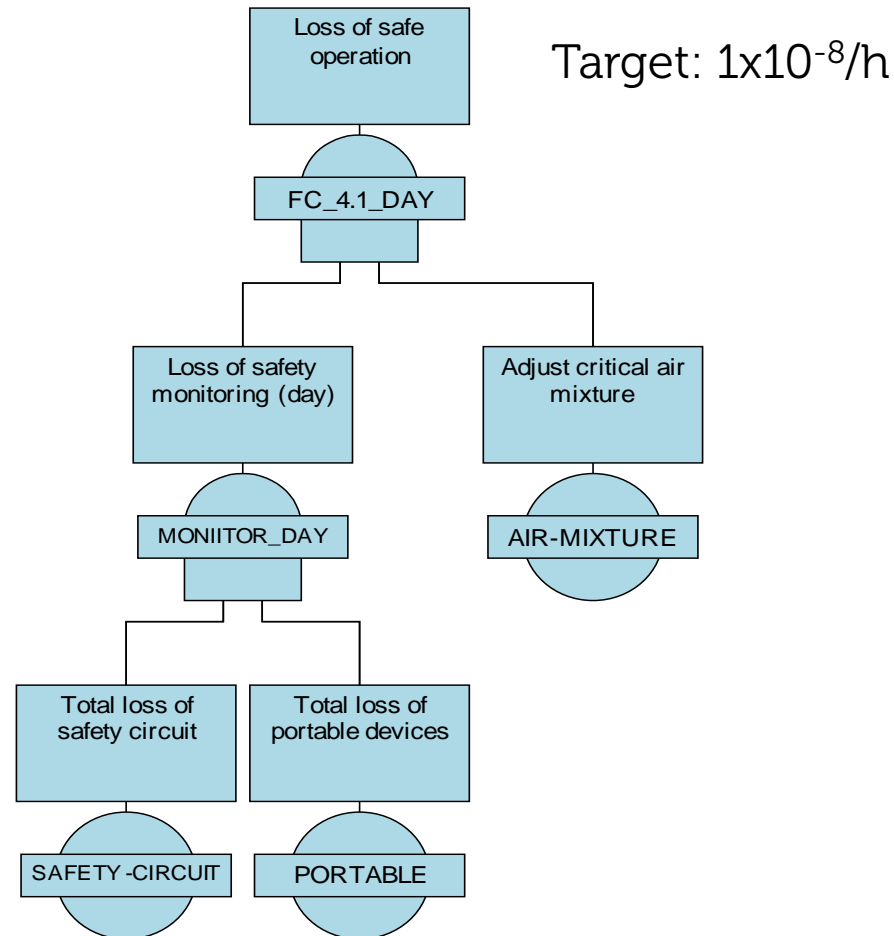 Loss of safe
operation
Target: 1x10⁻⁸/h
FC_4.1_DAY
Loss of safety
monitoring (day)
Adjust critical air
mixture
MONIITOR_DAY
AIR-MIXTURE
Total loss of
safety circuit
Total loss of
portable devices
SAFETY-CIRCUIT
PORTABLE